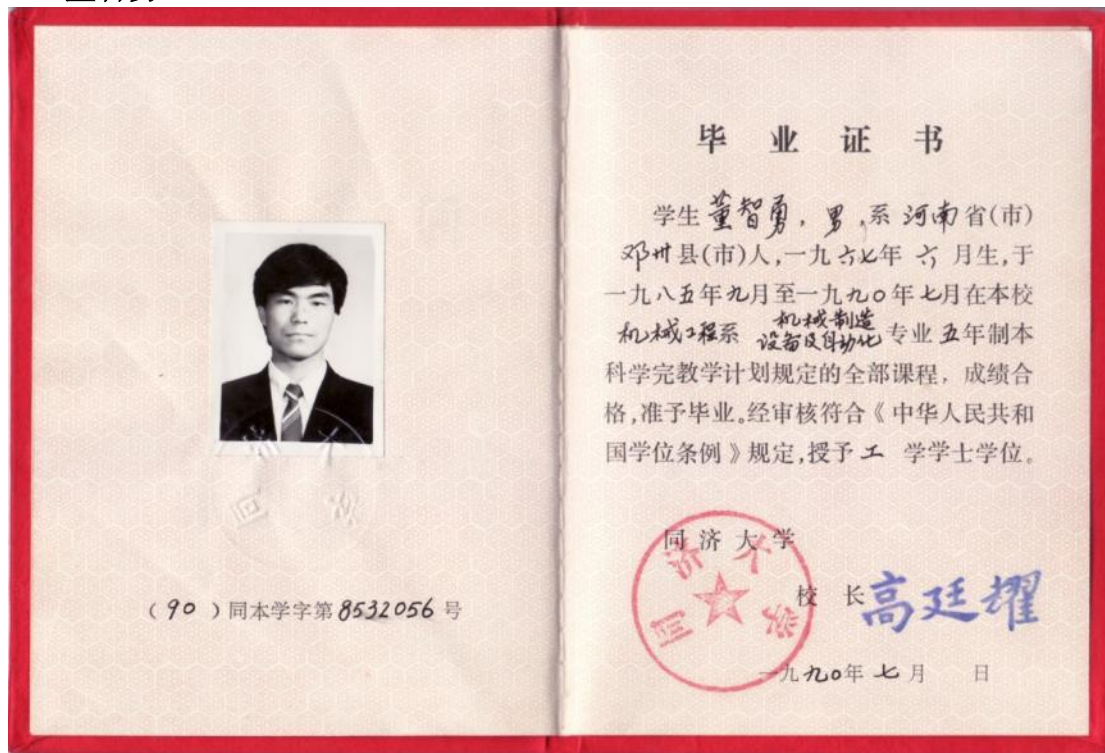 (90)同本学字第8532056号
毕业证书
学生董智勇,男,系河南省(市)
邓州县(市)人,一九六七年六月生,于
一九八五年九月至一九九〇年七月在本校
机械工程系机械制造设备及自动化专业五年制本
科学完教学计划规定的全部课程,成绩合
格,准予毕业。经审核符合《中华人民共和
国学位条例》规定,授予工学学士学位。
同济大学
同济大学
校长高廷耀
一九九〇年七月 日